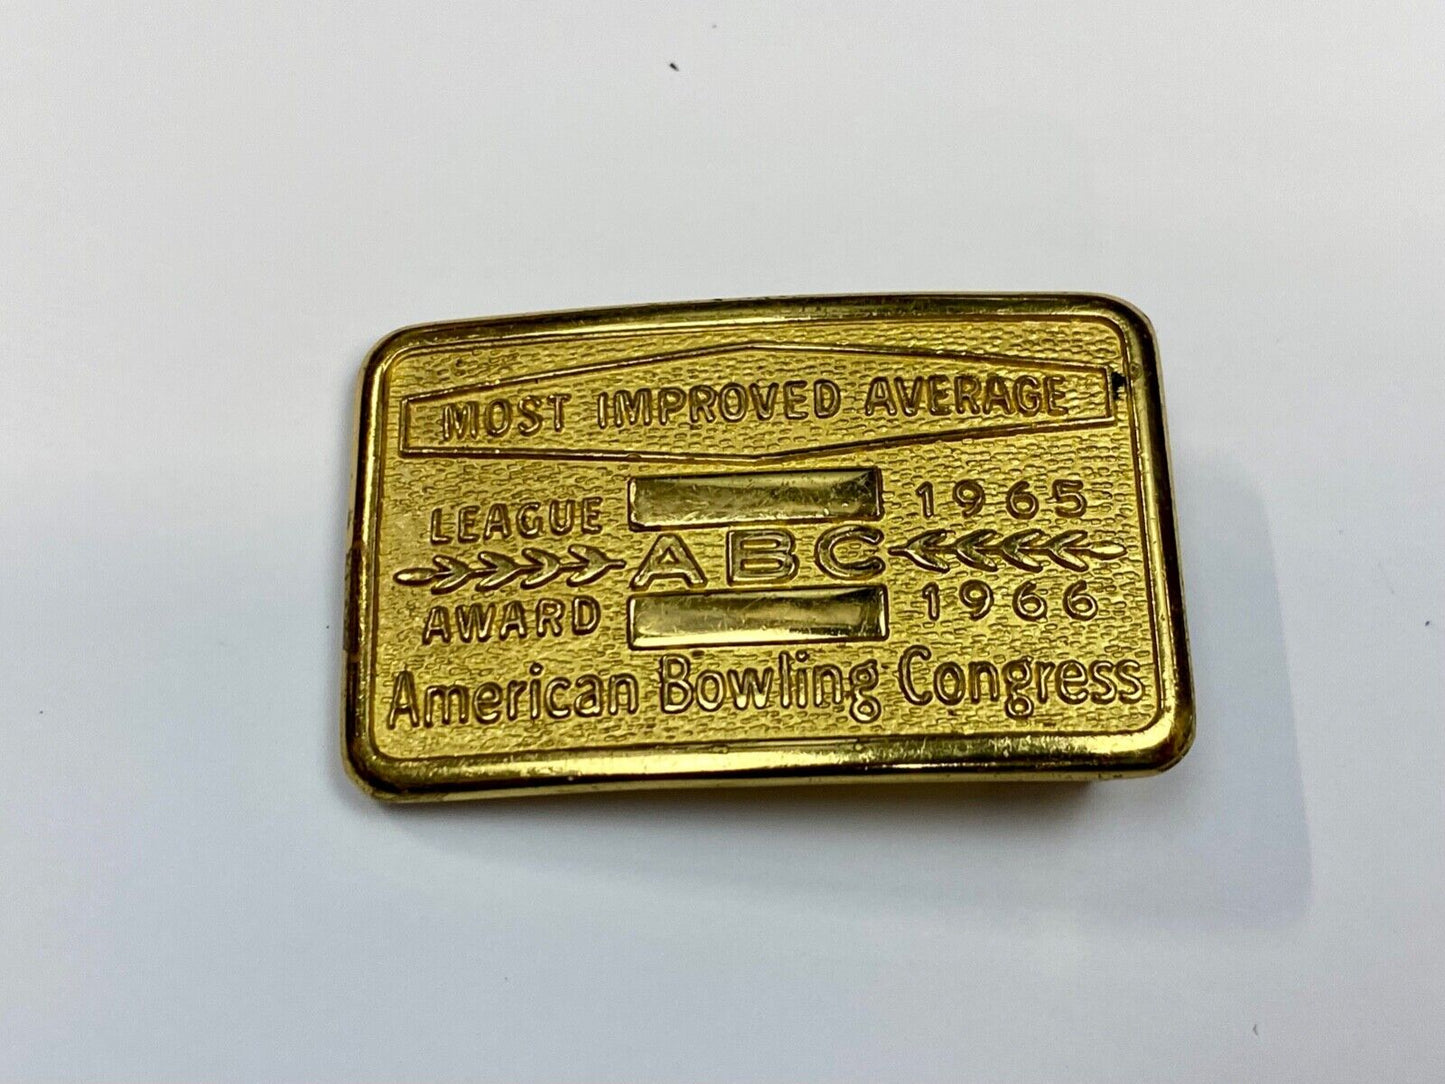 MOST IMPROVED AVERAGE
LEAGUE 1965
ABC
AWARD 1966
American Bowling Congress